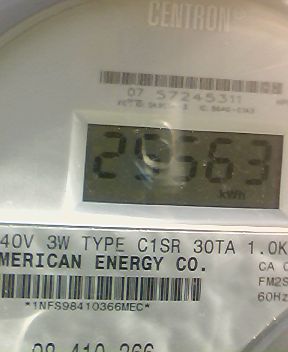 CENTRON
07 57245311
29563
kWh
40V 3W TYPE C1SR 30TA 1.0K
MERICAN ENERGY CO.
CA 0
FM2S
60Hz
*1NFS98410366MEC*
98 410 366